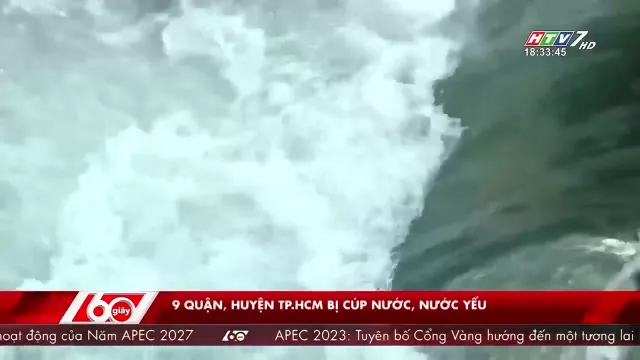 HTV7 HD
18:33:45
60 giây
9 QUẬN, HUYỆN TP.HCM BỊ CÚP NƯỚC, NƯỚC YẾU
hoạt động của Năm APEC 2027 60 APEC 2023: Tuyên bố Cổng Vàng hướng đến một tương lai